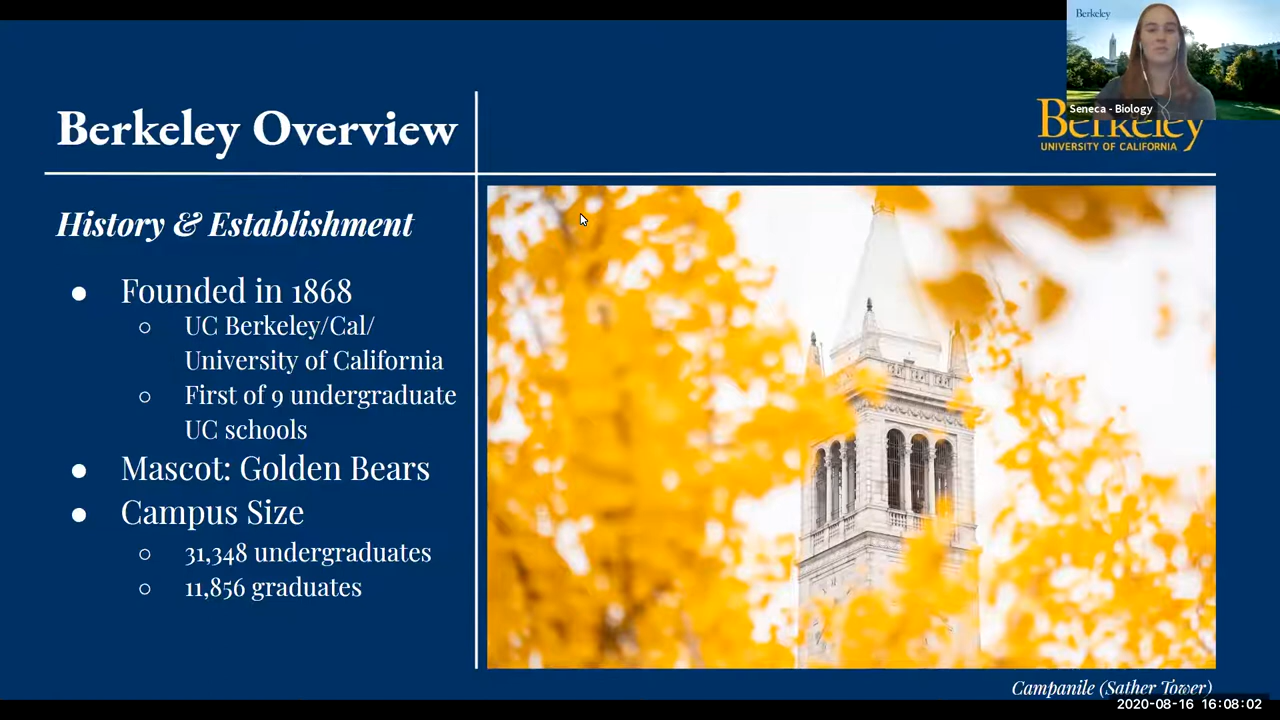 Berkeley
Seneca - Biology
Berkeley Overview
Berkeley
UNIVERSITY OF CALIFORNIA
History & Establishment
● Founded in 1868
○ UC Berkeley/Cal/
University of California
○ First of 9 undergraduate
UC schools
● Mascot: Golden Bears
● Campus Size
○ 31,348 undergraduates
○ 11,856 graduates
Campanile (Sather Tower)
2020-08-16 16:08:02